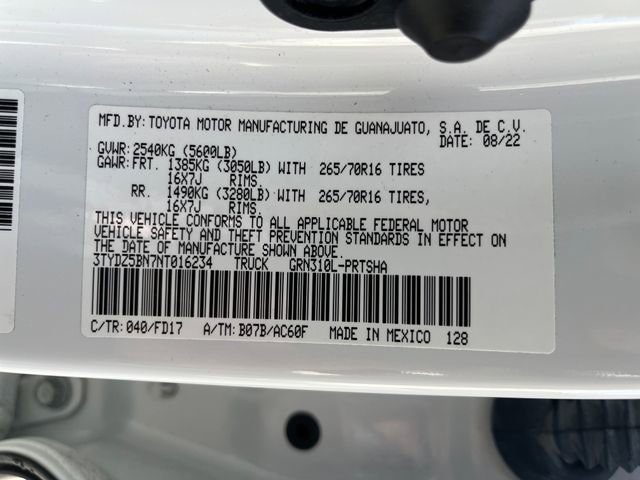 MFD.BY:TOYOTA MOTOR MANUFACTURING DE GUANAJUATO, S.A. DE C.V.
DATE: 08/22
GVWR:2540KG (5600LB)
GAWR:FRT. 1385KG (3050LB) WITH 265/70R16 TIRES
16X7J RIMS.
RR. 1490KG (3280LB) WITH 265/70R16 TIRES,
16X7J RIMS.
THIS VEHICLE CONFORMS TO ALL APPLICABLE FEDERAL MOTOR
VEHICLE SAFETY AND THEFT PREVENTION STANDARDS IN EFFECT ON
THE DATE OF MANUFACTURE SHOWN ABOVE.
3TYDZ5BN7NT016234 TRUCK GRN310L-PRTSHA
C/TR: 040/FD17 A/TM: B07B/AC60F MADE IN MEXICO 128